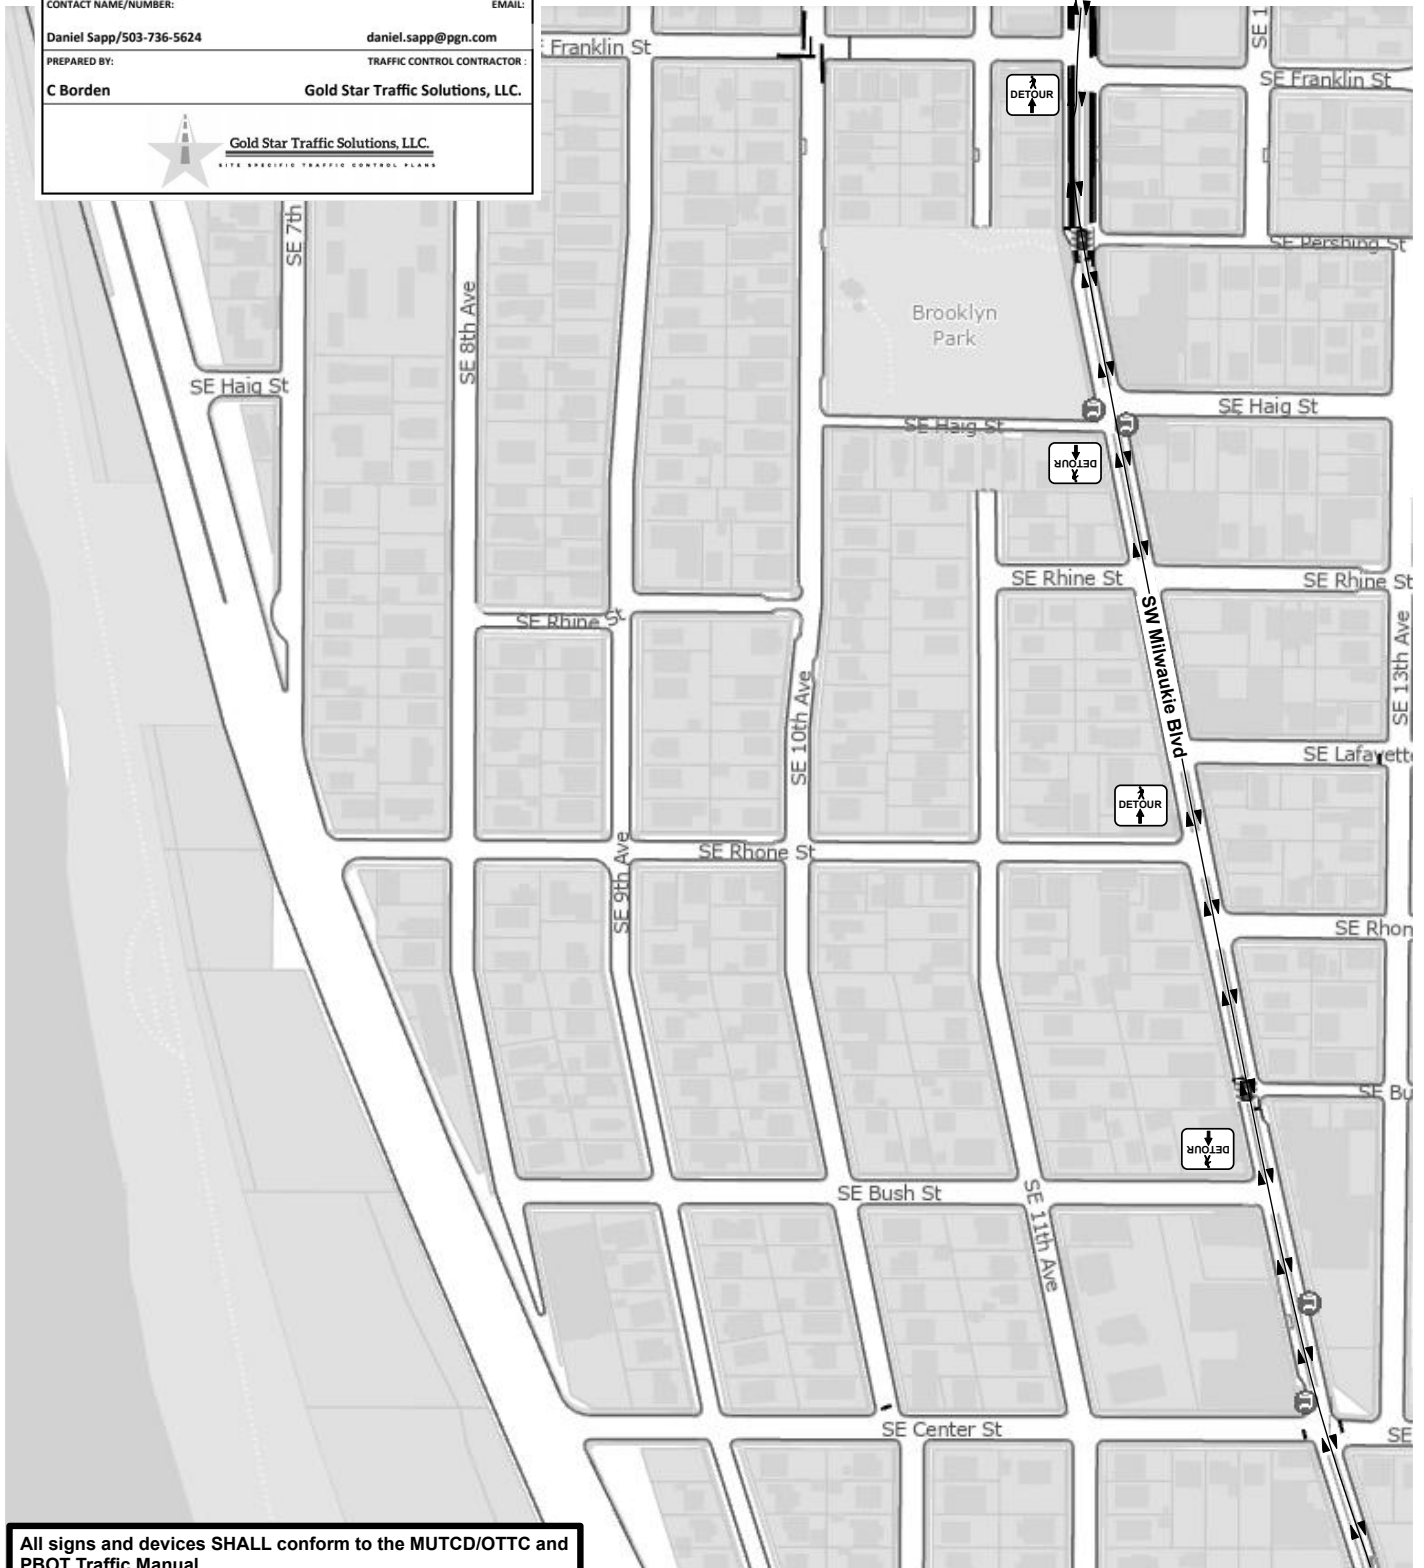 CONTACT NAME/NUMBER: EMAIL:
Daniel Sapp/503-736-5624 daniel.sapp@pgn.com
PREPARED BY: TRAFFIC CONTROL CONTRACTOR :
C Borden Gold Star Traffic Solutions, LLC.
Gold Star Traffic Solutions, LLC.
SITE SPECIFIC TRAFFIC CONTROL PLANS
Franklin St
SE 1
SE Franklin St
DETOUR
SE 7th
SE Pershing St
SE 8th Ave
Brooklyn
Park
SE Haig St
SE Haig St
SE Haig St
DETOUR
SE Rhine St
SE Rhine St
SE Rhine St
SW Milwaukie Blvd
SE 13th Ave
SE 10th Ave
SE Lafayette
DETOUR
SE Rhone St
SE 9th Ave
SE Rhon
SE Bu
DETOUR
SE Bush St
SE 11th Ave
SE Center St
SE
All signs and devices SHALL conform to the MUTCD/OTTC and
PBOT Traffic Manual